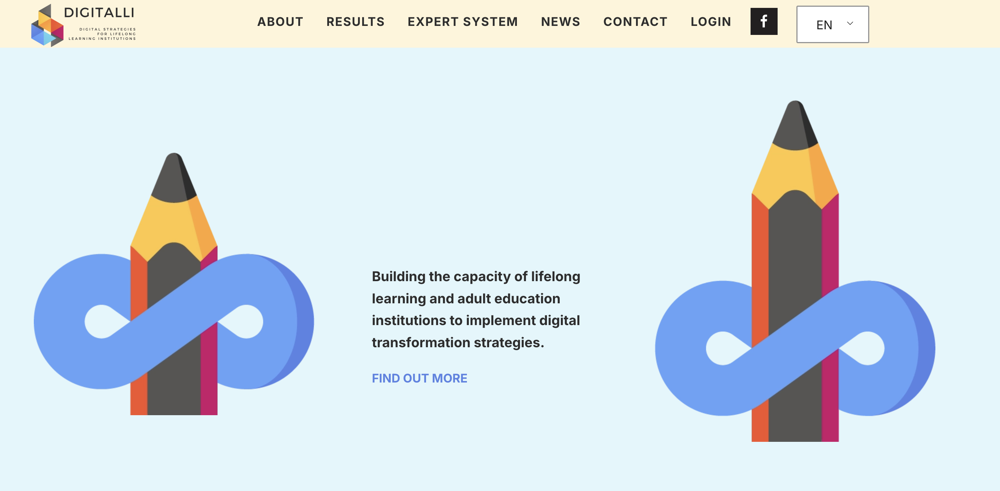 DIGITALLI
DIGITAL STRATEGIES
FOR LIFELONG
LEARNING INSTITUTIONS
ABOUT RESULTS EXPERT SYSTEM NEWS CONTACT LOGIN f EN
Building the capacity of lifelong
learning and adult education
institutions to implement digital
transformation strategies.
FIND OUT MORE